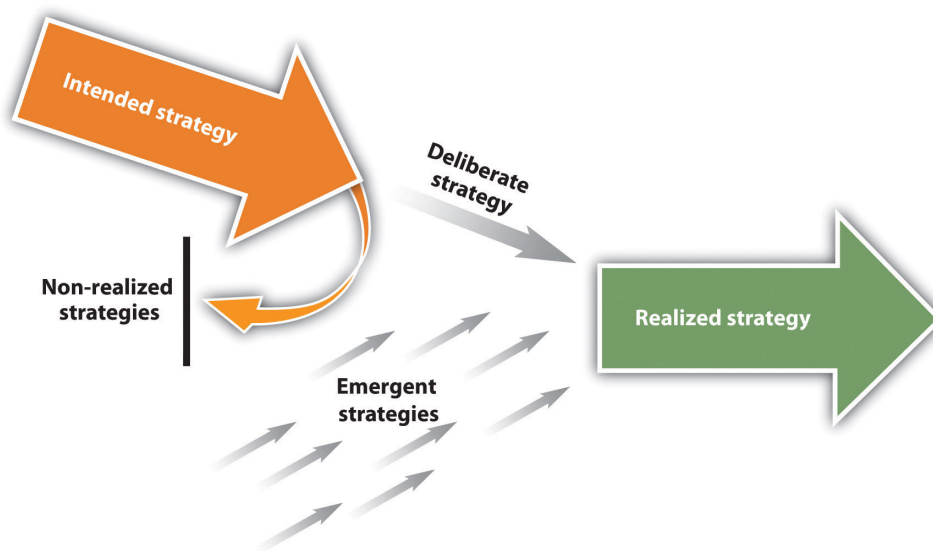 Intended strategy
Deliberate
strategy
Non-realized
strategies
Realized strategy
Emergent
strategies